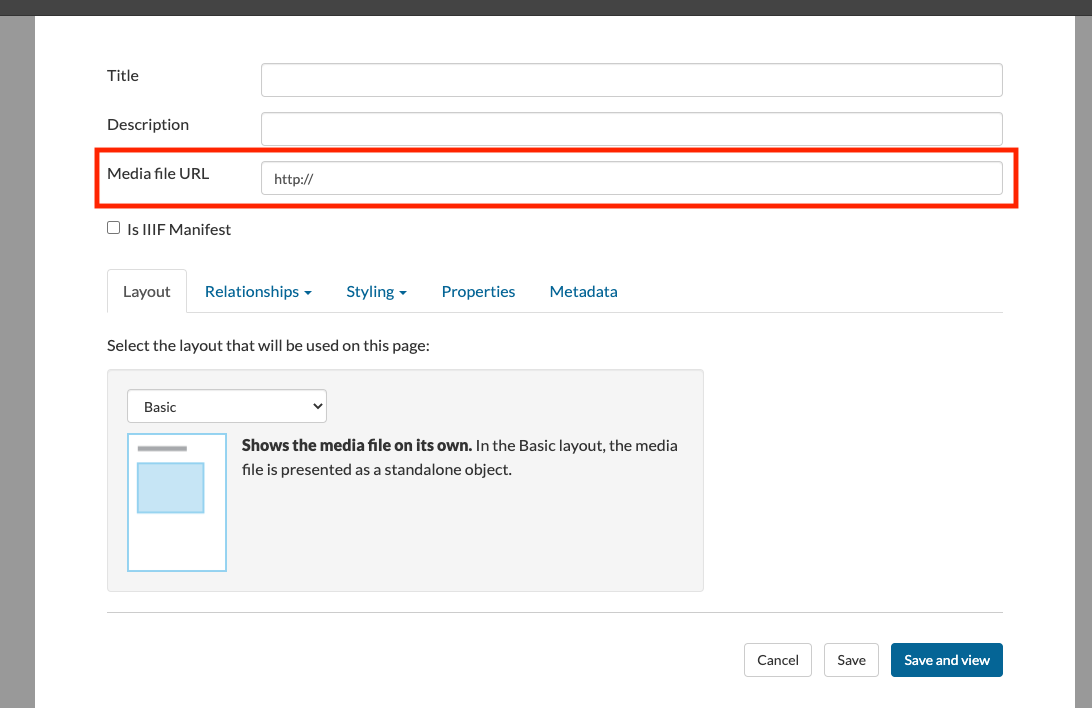 Title
Description
Media file URL
http://
Is IIIF Manifest
Layout
Relationships
Styling
Properties
Metadata
Select the layout that will be used on this page:
Basic
Shows the media file on its own. In the Basic layout, the media
file is presented as a standalone object.
Cancel
Save
Save and view